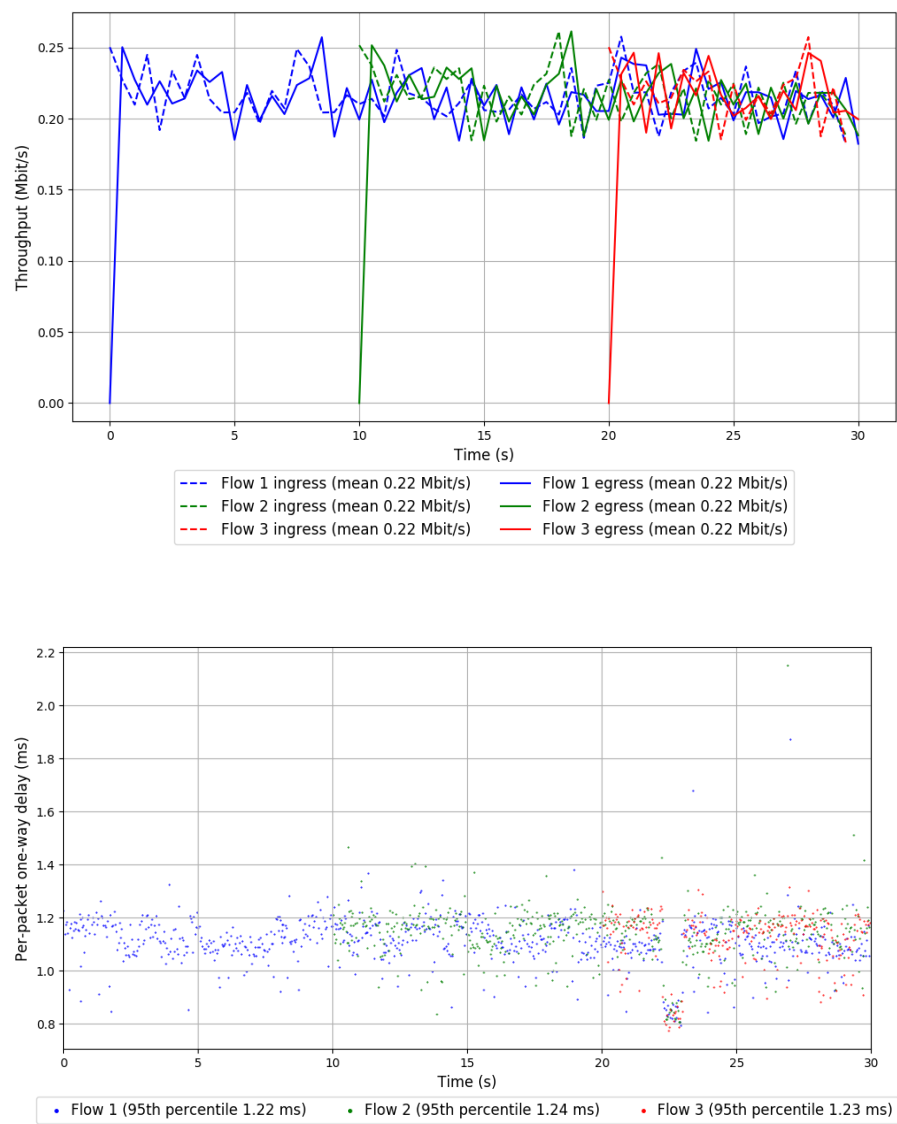 0.25
0.20
0.15
0.10
0.05
0.00
Throughput (Mbit/s)
0 5 10 15 20 25 30
Time (s)
Flow 1 ingress (mean 0.22 Mbit/s) Flow 1 egress (mean 0.22 Mbit/s)
Flow 2 ingress (mean 0.22 Mbit/s) Flow 2 egress (mean 0.22 Mbit/s)
Flow 3 ingress (mean 0.22 Mbit/s) Flow 3 egress (mean 0.22 Mbit/s)
2.2
2.0
1.8
1.6
1.4
1.2
1.0
0.8
Per-packet one-way delay (ms)
0 5 10 15 20 25 30
Time (s)
Flow 1 (95th percentile 1.22 ms) Flow 2 (95th percentile 1.24 ms) Flow 3 (95th percentile 1.23 ms)